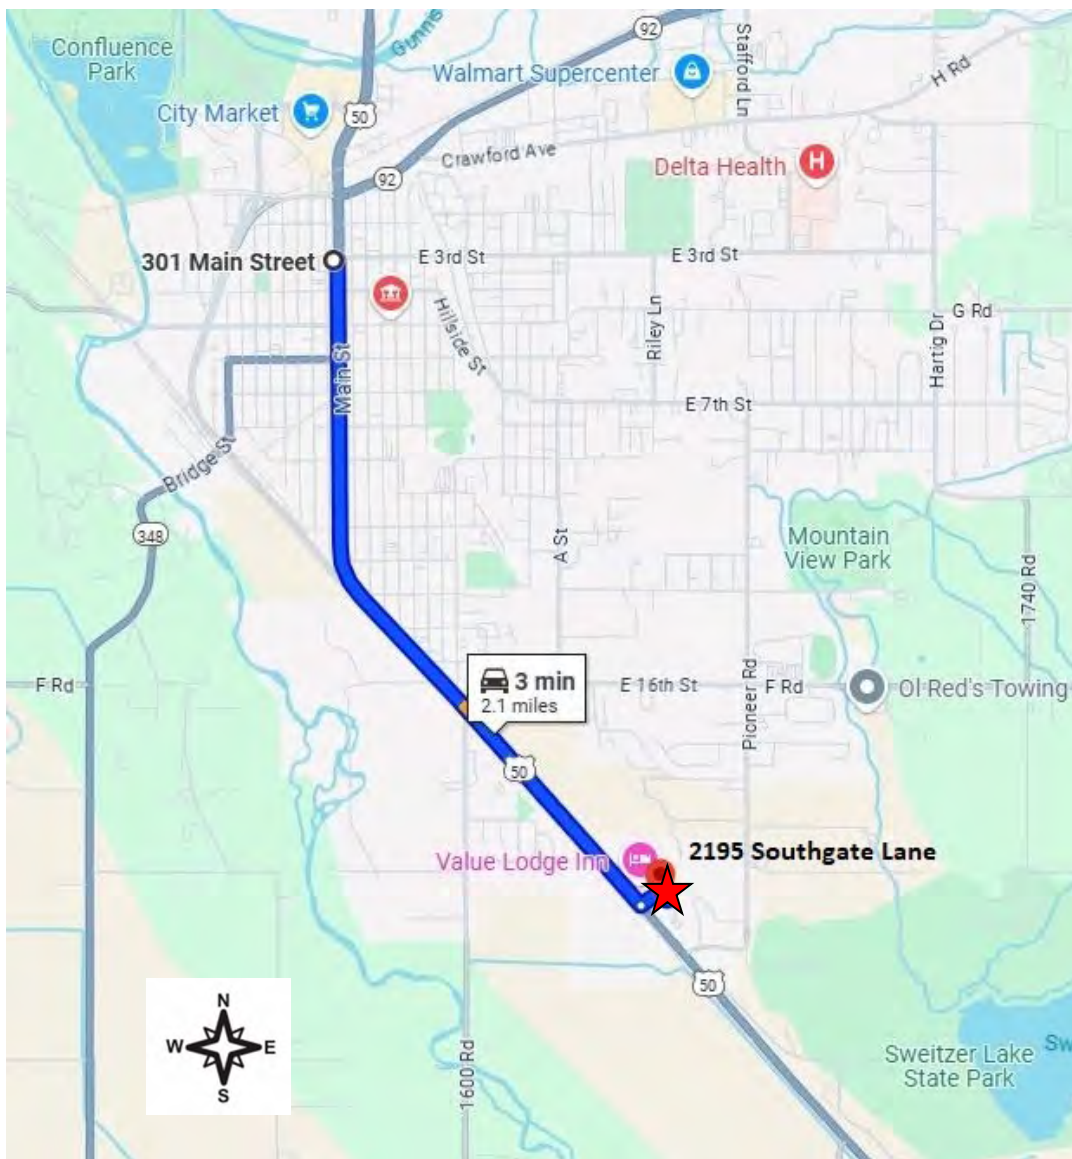 Confluence
Park
Gunnis
92
Stafford Ln
Walmart Supercenter
H Rd
City Market
50
Crawford Ave
Delta Health
H
92
301 Main Street
E 3rd St
E 3rd St
Hillside St
Riley Ln
G Rd
Hartig Dr
Main St
E 7th St
Bridge St
348
A St
Mountain
View Park
1740 Rd
F Rd
3 min
2.1 miles
E 16th St
F Rd
Pioneer Rd
Ol Red's Towing
50
Value Lodge Inn
2195 Southgate Lane
50
N
W
E
S
1600 Rd
Sweitzer Lake
State Park
Sw